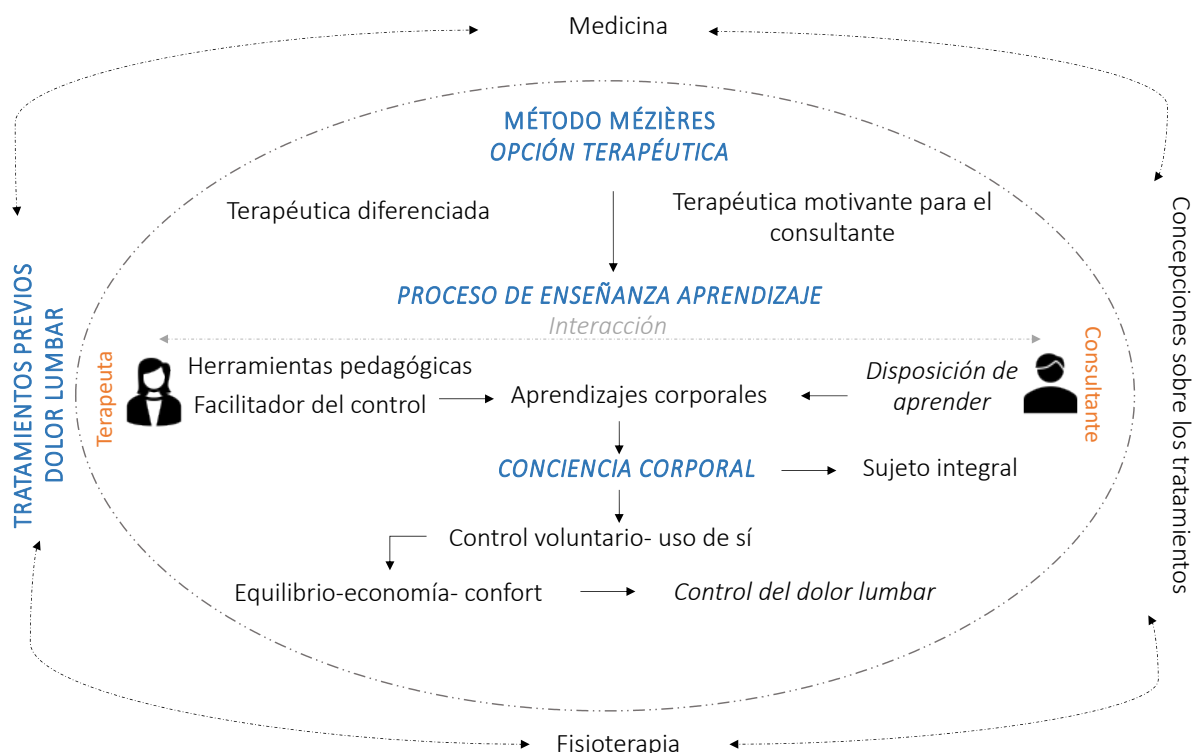 Medicina
MÉTODO MÉZIÈRES
OPCIÓN TERAPÉUTICA
Terapéutica diferenciada
Terapéutica motivante para el
consultante
PROCESO DE ENSEÑANZA APRENDIZAJE
Interacción
TRATAMIENTOS PREVIOS
DOLOR LUMBAR
Terapeuta
Herramientas pedagógicas
Facilitador del control
Aprendizajes corporales
Disposición de
aprender
Consultante
Concepciones sobre los tratamientos
CONCIENCIA CORPORAL
Sujeto integral
Control voluntario- uso de sí
Equilibrio-economía- confort
Control del dolor lumbar
Fisioterapia